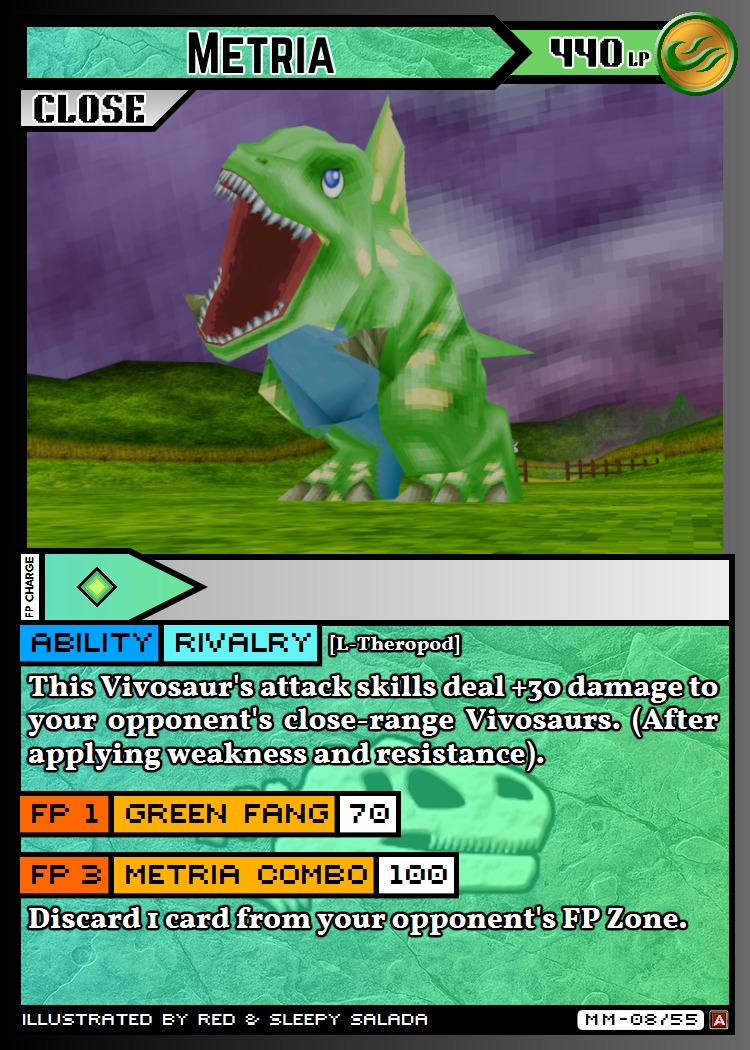 METRIA
440 LP
CLOSE
FP CHARGE
ABILITY RIVALRY [L-Theropod]
This Vivosaur's attack skills deal +30 damage to
your opponent's close-range Vivosaurs. (After
applying weakness and resistance).
FP 1 GREEN FANG 70
FP 3 METRIA COMBO 100
Discard 1 card from your opponent's FP Zone.
ILLUSTRATED BY RED & SLEEPY SALADA
MM-08/55 A